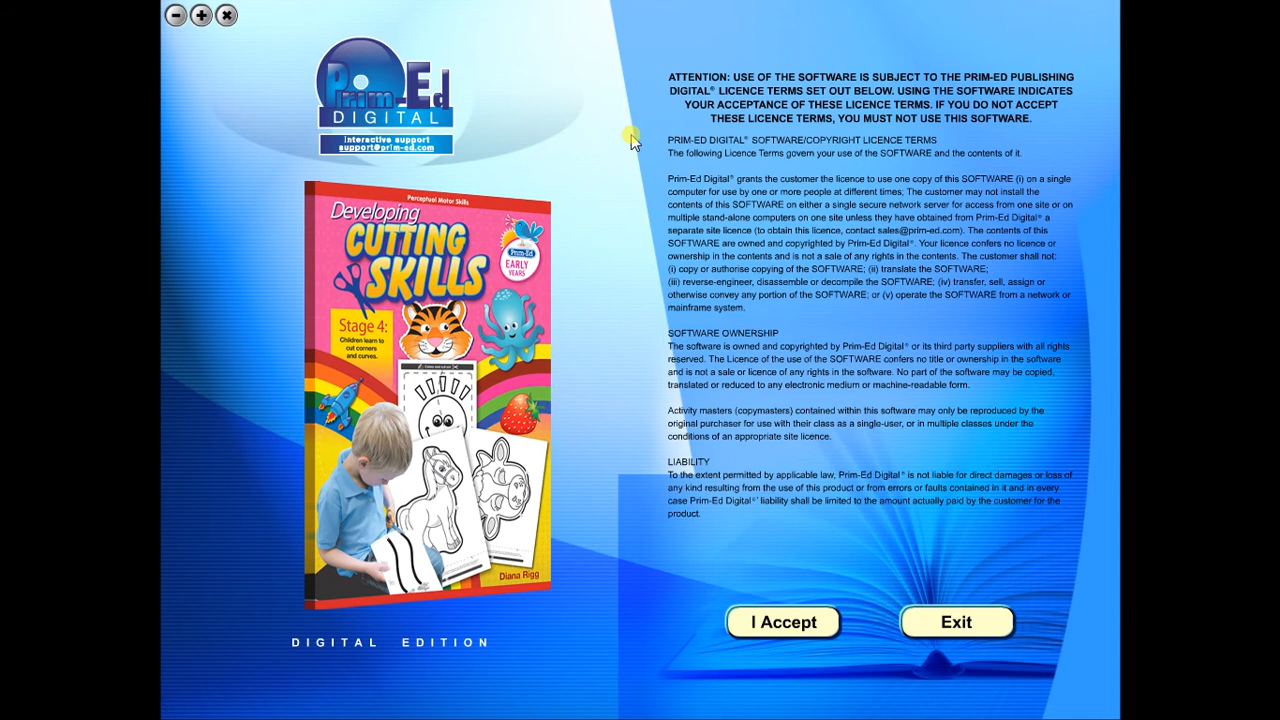 Prim-Ed
DIGITAL
interactive support
support@prim-ed.com
Perceptual Motor Skills
Developing
CUTTING
SKILLS
Prim-Ed
EARLY
YEARS
Stage 4:
Children learn to
cut corners
and curves.
Diana Rigg
DIGITAL EDITION
ATTENTION: USE OF THE SOFTWARE IS SUBJECT TO THE PRIM-ED PUBLISHING
DIGITAL® LICENCE TERMS SET OUT BELOW. USING THE SOFTWARE INDICATES
YOUR ACCEPTANCE OF THESE LICENCE TERMS. IF YOU DO NOT ACCEPT
THESE LICENCE TERMS, YOU MUST NOT USE THIS SOFTWARE.
PRIM-ED DIGITAL® SOFTWARE/COPYRIGHT LICENCE TERMS
The following Licence Terms govern your use of the SOFTWARE and the contents of it.
Prim-Ed Digital® grants the customer the licence to use one copy of this SOFTWARE (i) on a single
computer for use by one or more people at different times; The customer may not install the
contents of this SOFTWARE on either a single secure network server for access from one site or on
multiple stand-alone computers on one site unless they have obtained from Prim-Ed Digital® a
separate site licence (to obtain this licence, contact sales@prim-ed.com). The contents of this
SOFTWARE are owned and copyrighted by Prim-Ed Digital®. Your licence confers no licence or
ownership in the contents and is not a sale of any rights in the contents. The customer shall not:
(i) copy or authorise copying of the SOFTWARE; (ii) translate the SOFTWARE;
(iii) reverse-engineer, disassemble or decompile the SOFTWARE; (iv) transfer, sell, assign or
otherwise convey any portion of the SOFTWARE; or (v) operate the SOFTWARE from a network or
mainframe system.
SOFTWARE OWNERSHIP
The software is owned and copyrighted by Prim-Ed Digital® or its third party suppliers with all rights
reserved. The Licence of the use of the SOFTWARE confers no title or ownership in the software
and is not a sale or licence of any rights in the software. No part of the software may be copied,
translated or reduced to any electronic medium or machine-readable form.
Activity masters (copymasters) contained within this software may only be reproduced by the
original purchaser for use with their class as a single-user, or in multiple classes under the
conditions of an appropriate site licence.
LIABILITY
To the extent permitted by applicable law, Prim-Ed Digital® is not liable for direct damages or loss of
any kind resulting from the use of this product or from errors or faults contained in it and in every
case Prim-Ed Digital®' liability shall be limited to the amount actually paid by the customer for the
product.
I Accept
Exit